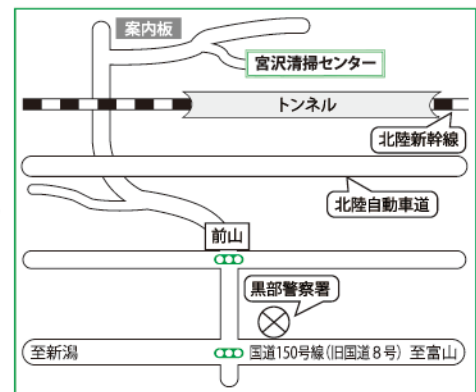 案内板
宮沢清掃センター
トンネル
北陸新幹線
北陸自動車道
前山
黒部警察署
至新潟
国道150号線(旧国道8号) 至富山